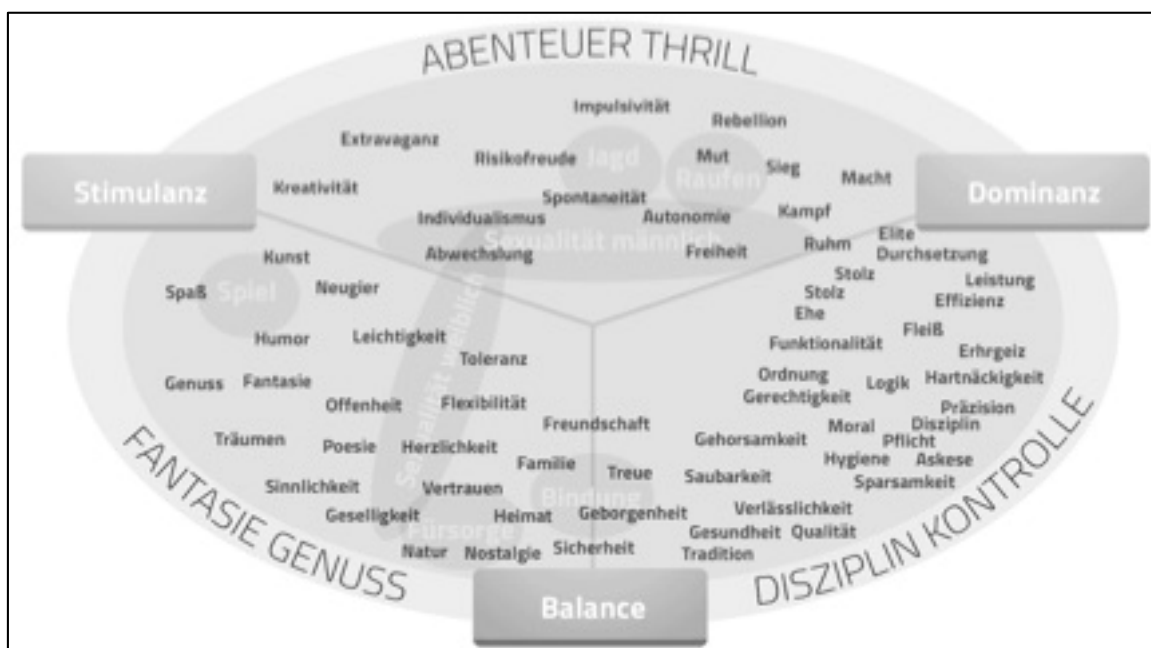 ABENTEUER THRILL
Impulsivität
Rebellion
Extravaganz
Risikofreude
Jagd
Mut
Raufen
Sieg
Macht
Stimulanz
Dominanz
Kreativität
Spontaneität
Individualismus
Autonomie
Kampf
Sexualität männlich
Abwechslung
Freiheit
Ruhm
Elite
Durchsetzung
Kunst
Spaß
Spiel
Neugier
Stolz
Leistung
Stolz
Effizienz
Ehe
Humor
Leichtigkeit
Sexualität weiblich
Toleranz
Funktionalität
Fleiß
Erhrgeiz
Genuss
Fantasie
Offenheit
Flexibilität
Ordnung
Logik
Hartnäckigkeit
Gerechtigkeit
Präzision
Freundschaft
Moral
Disziplin
Träumen
Poesie
Herzlichkeit
Gehorsamkeit
Pflicht
Familie
Treue
Hygiene
Askese
Saubarkeit
Sparsamkeit
Sinnlichkeit
Vertrauen
Bindung
Geselligkeit
Heimat
Geborgenheit
Verlässlichkeit
Fürsorge
Gesundheit
Qualität
Natur
Nostalgie
Sicherheit
Tradition
FANTASIE GENUSS
DISZIPLIN KONTROLLE
Balance